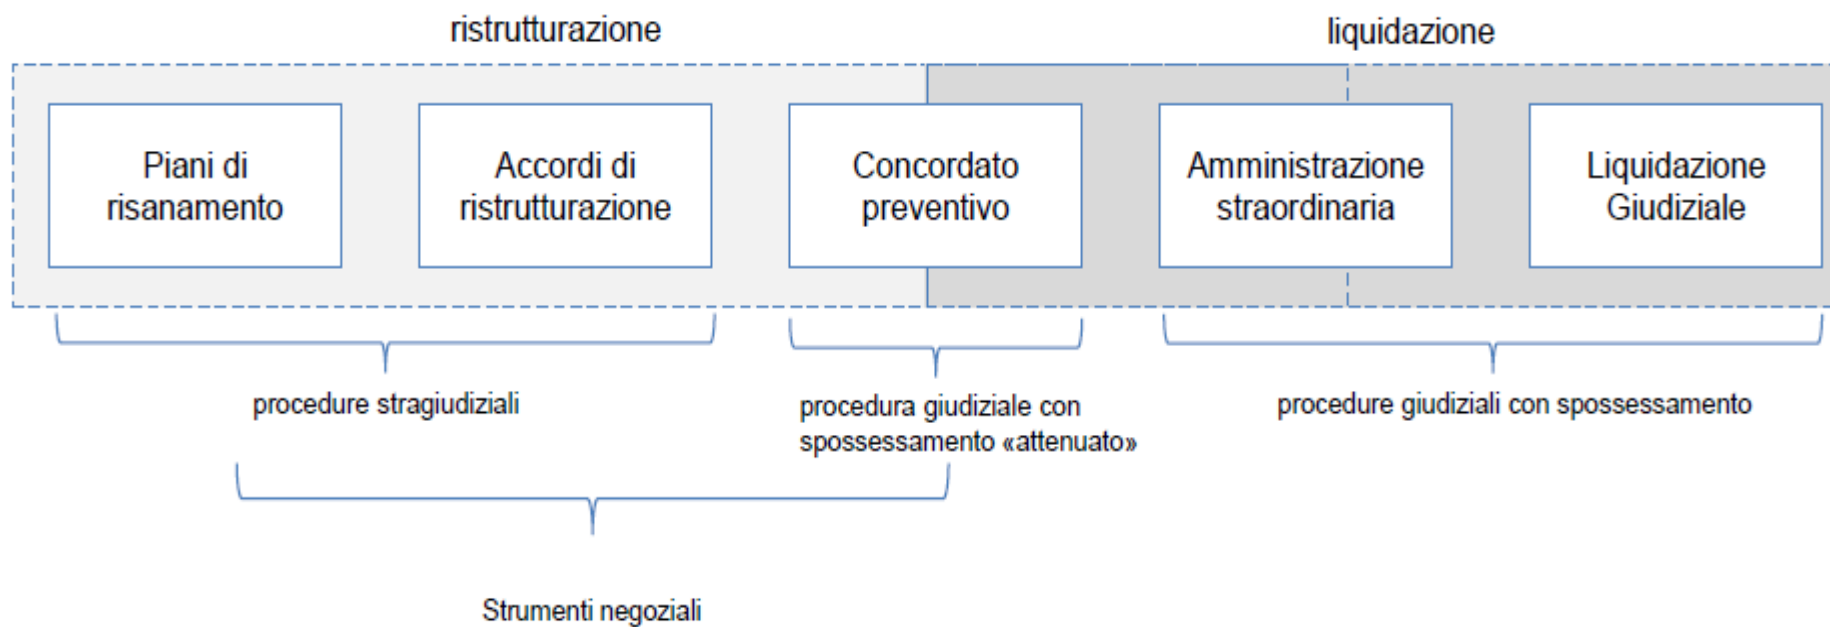 ristrutturazione
liquidazione
Piani di
risanamento
Accordi di
ristrutturazione
Concordato
preventivo
Amministrazione
straordinaria
Liquidazione
Giudiziale
procedure stragiudiziali
procedura giudiziale con
spossessamento «attenuato»
procedure giudiziali con spossessamento
Strumenti negoziali